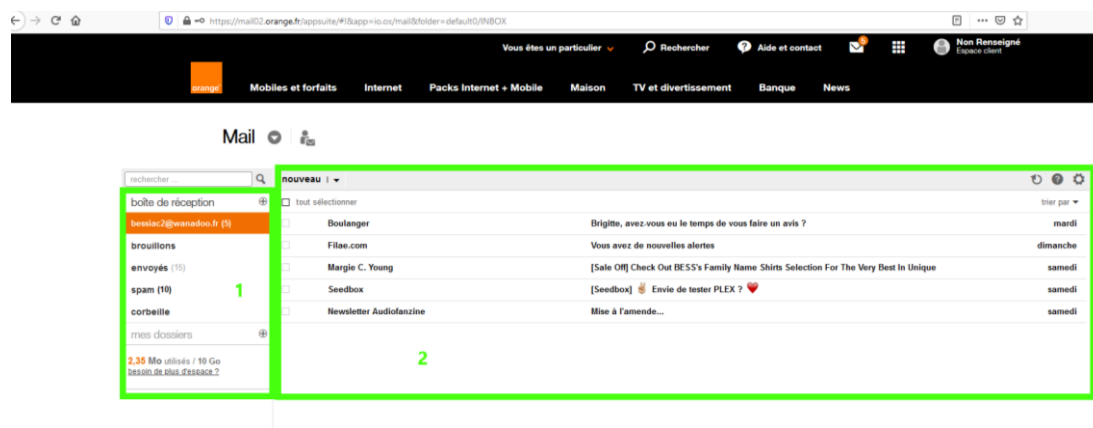 https://mail02.orange.fr/appsuite/#!&app=io.ox/mail&folder=default0/INBOX
Vous êtes un particulier Rechercher Aide et contact 5 Non Renseigné
Espace client
orange Mobiles et forfaits Internet Packs Internet + Mobile Maison TV et divertissement Banque News
Mail
rechercher ... nouveau
boîte de réception tout sélectionner trier par
bessiac2@wanadoo.fr (5) Boulanger Brigitte, avez-vous eu le temps de vous faire un avis ? mardi
brouillons Filae.com Vous avez de nouvelles alertes dimanche
envoyés (15) Margie C. Young [Sale Off] Check Out BESS's Family Name Shirts Selection For The Very Best In Unique samedi
spam (10) 1 Seedbox [Seedbox] ✌🏼 Envie de tester PLEX ? ❤️ samedi
corbeille Newsletter Audiofanzine Mise à l'amende... samedi
mes dossiers
2,35 Mo utilisés / 10 Go
besoin de plus d'espace ?
2